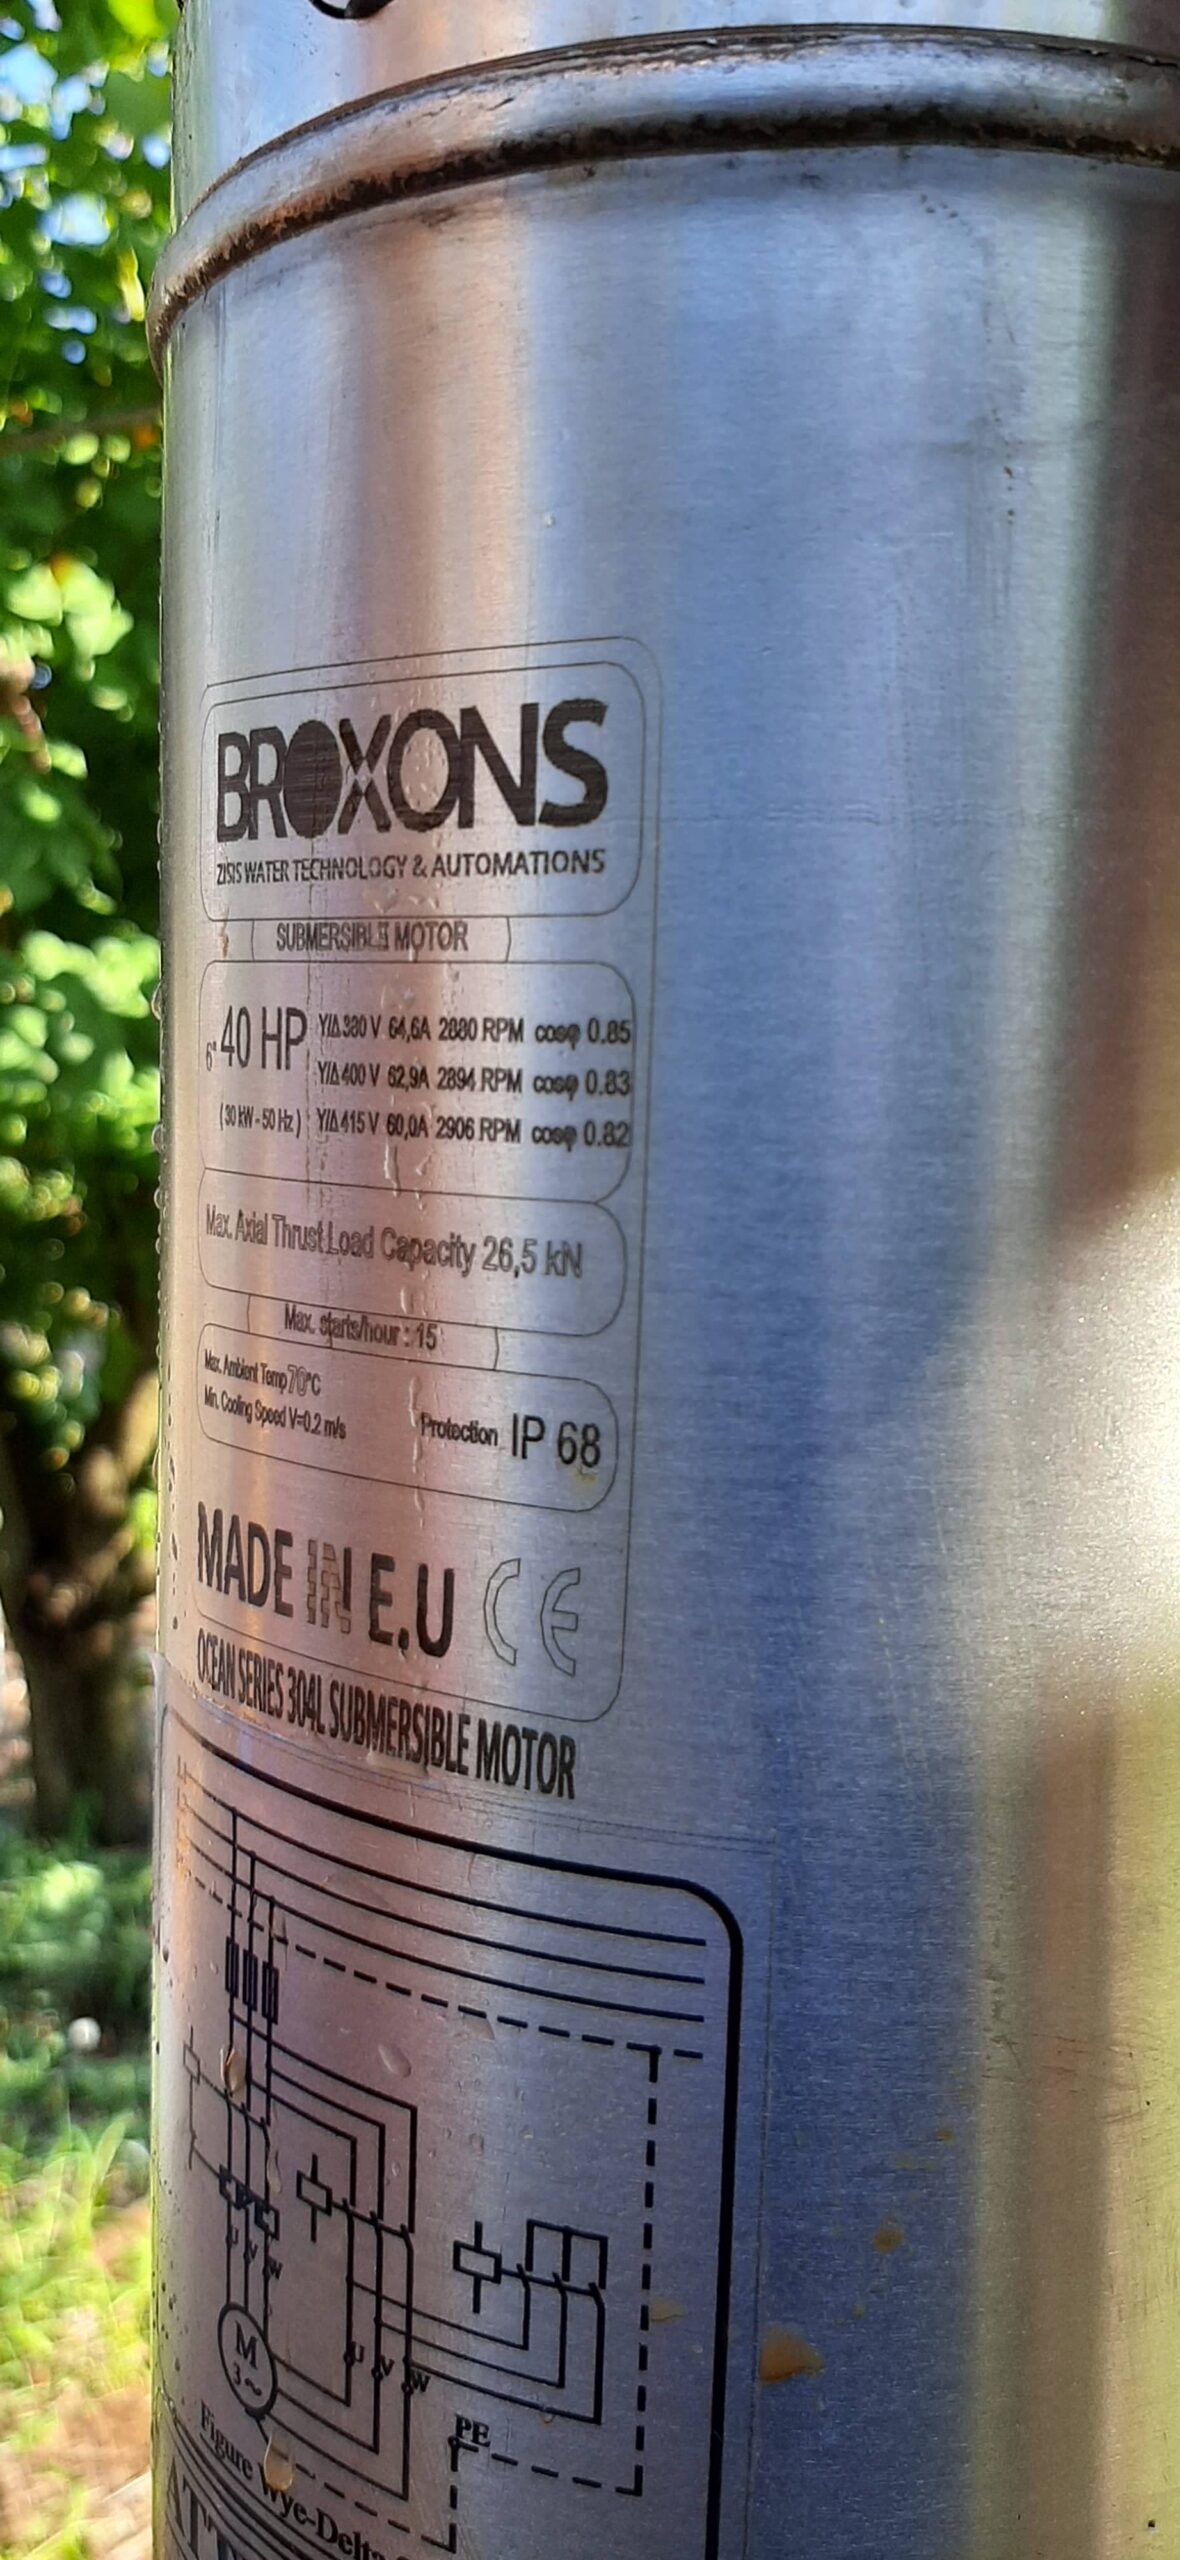 BROXONS
ZISIS WATER TECHNOLOGY & AUTOMATIONS
SUBMERSIBLE MOTOR
6" 40 HP
(30 kW - 50 Hz)
Y/Δ 380 V 64,6A 2880 RPM cosφ 0.85
Y/Δ 400 V 62,9A 2894 RPM cosφ 0.83
Y/Δ 415 V 60,0A 2906 RPM cosφ 0.82
Max. Axial Thrust Load Capacity 26,5 kN
Max. starts/hour : 15
Max. Ambient Temp 70°C
Min. Cooling Speed V=0.2 m/s
Protection IP 68
MADE IN E.U CE
OCEAN SERIES 304L SUBMERSIBLE MOTOR
U V W
M
3~
U V W
PE
Figure Wye-Delta